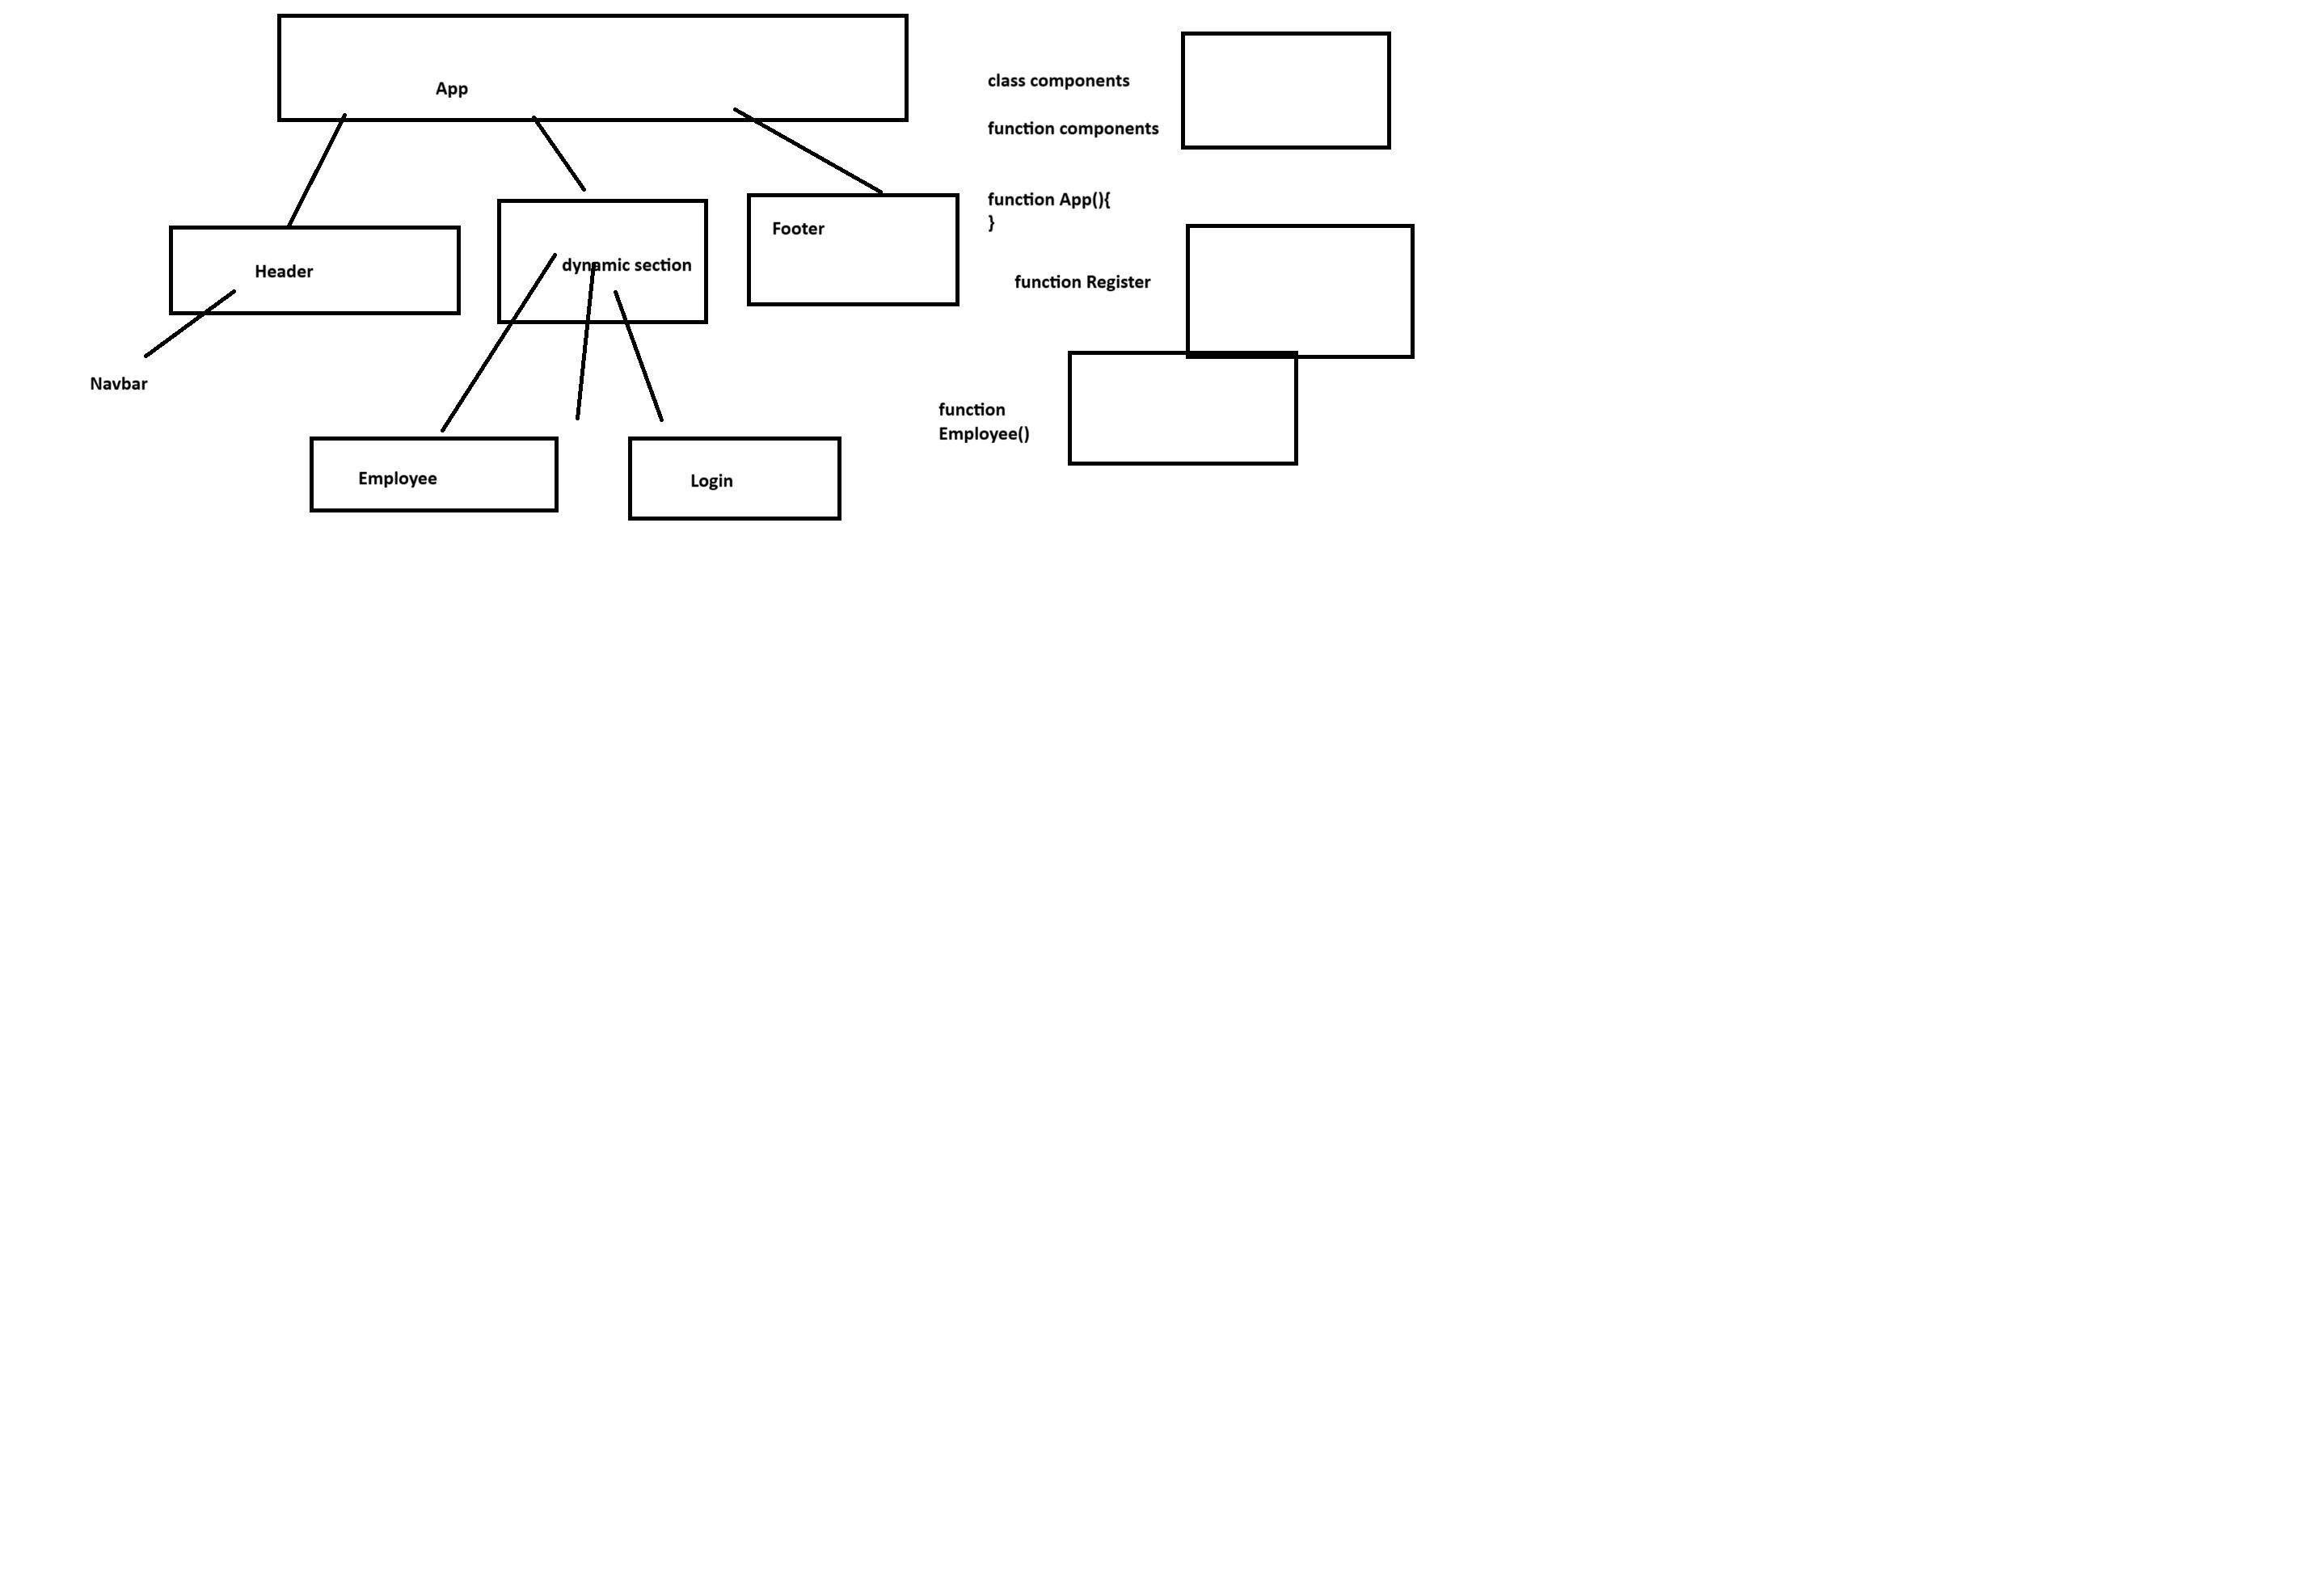 App
Header
dynamic section
Footer
Navbar
Employee
Login
class components
function components
function App(){
}
function Register
function
Employee()